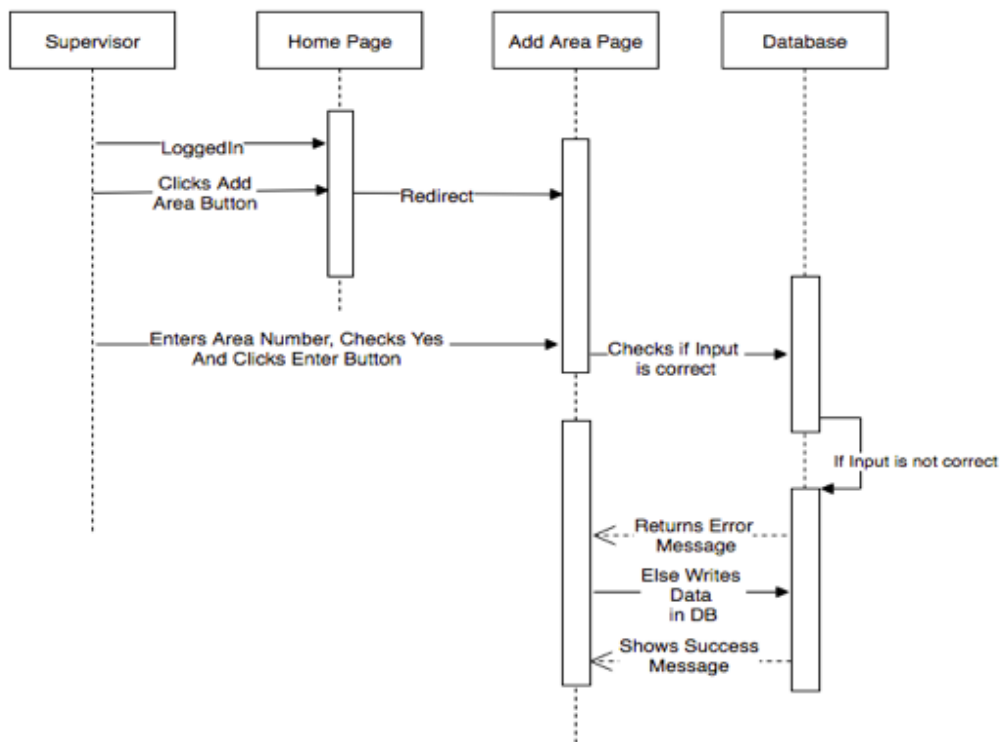 Supervisor
Home Page
Add Area Page
Database
LoggedIn
Clicks Add
Area Button
Redirect
Enters Area Number, Checks Yes
And Clicks Enter Button
Checks if Input
is correct
If Input is not correct
Returns Error
Message
Else Writes
Data
in DB
Shows Success
Message